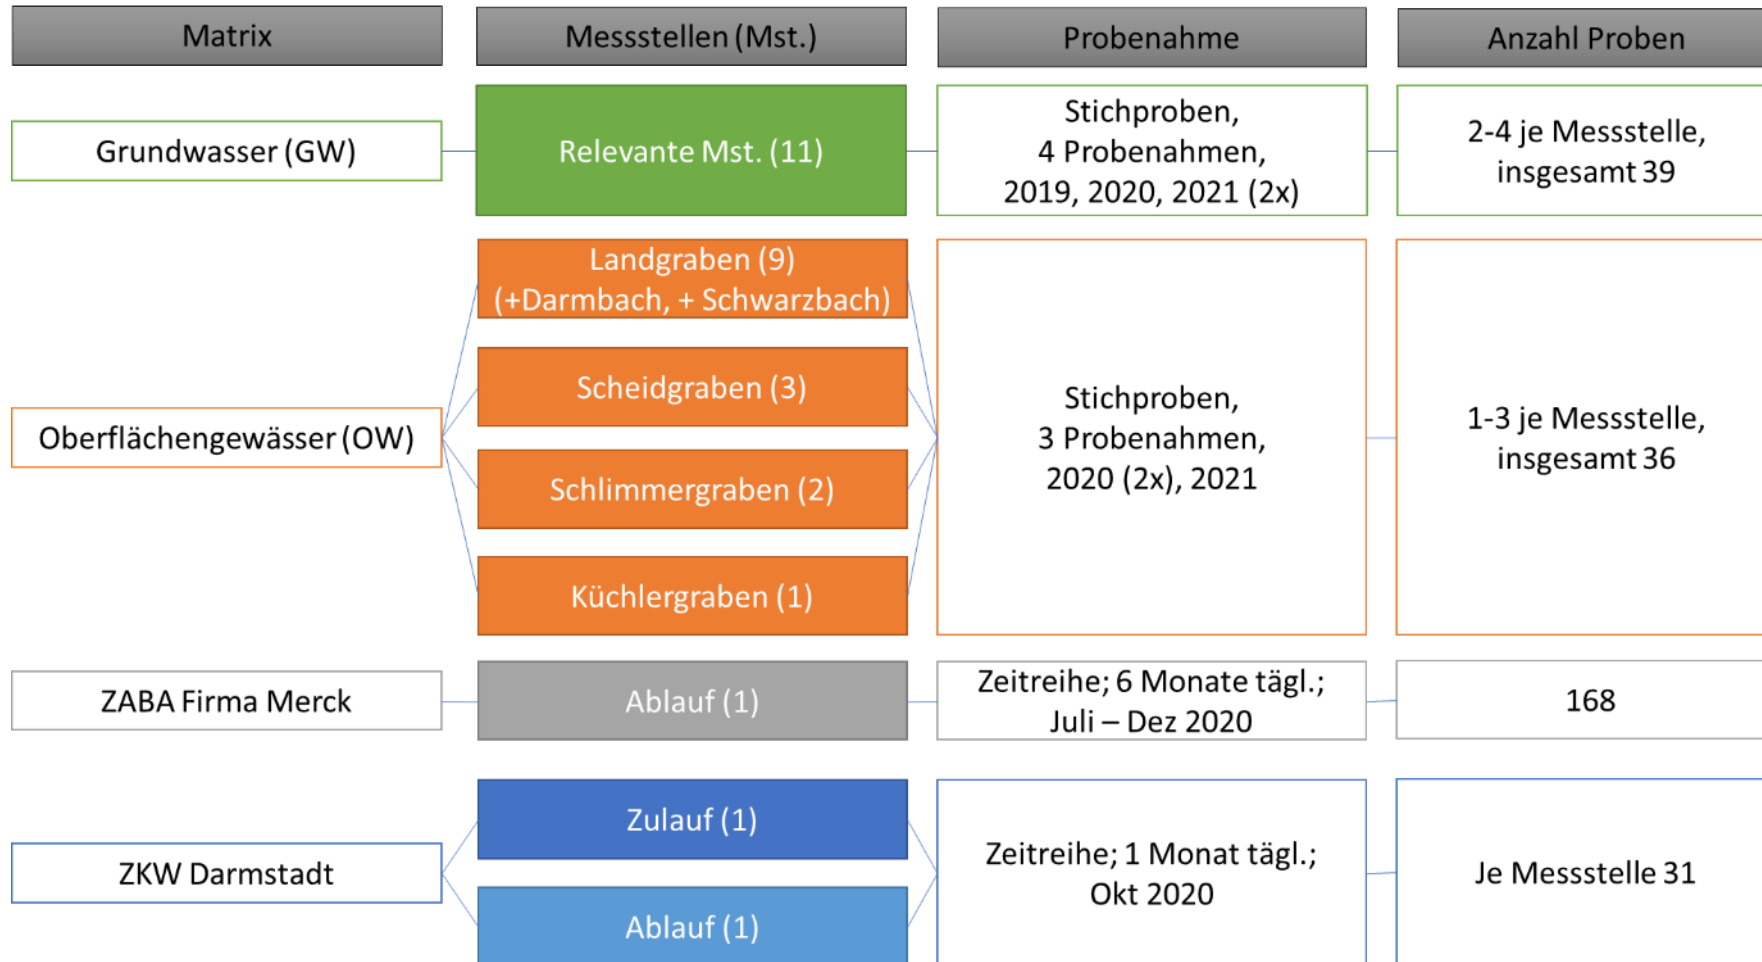 Matrix
Messstellen (Mst.)
Probenahme
Anzahl Proben
Grundwasser (GW)
Relevante Mst. (11)
Stichproben,
4 Probenahmen,
2019, 2020, 2021 (2x)
2-4 je Messstelle,
insgesamt 39
Oberflächengewässer (OW)
Landgraben (9)
(+Darmbach, + Schwarzbach)
Scheidgraben (3)
Schlimmergraben (2)
Küchlergraben (1)
Stichproben,
3 Probenahmen,
2020 (2x), 2021
1-3 je Messstelle,
insgesamt 36
ZABA Firma Merck
Ablauf (1)
Zeitreihe; 6 Monate tägl.;
Juli – Dez 2020
168
ZKW Darmstadt
Zulauf (1)
Ablauf (1)
Zeitreihe; 1 Monat tägl.;
Okt 2020
Je Messstelle 31